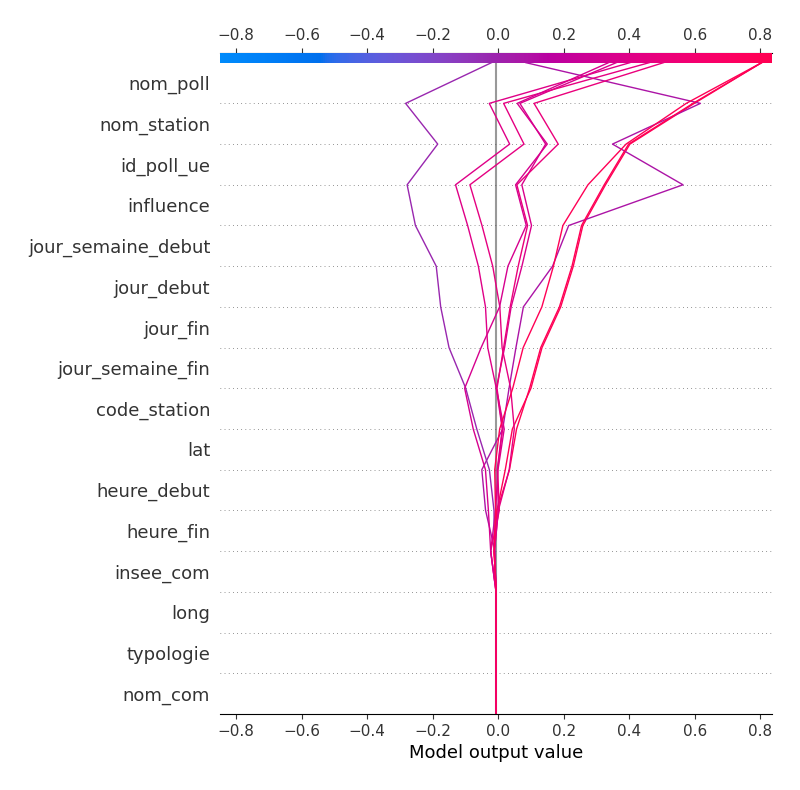 −0.8 −0.6 −0.4 −0.2 0.0 0.2 0.4 0.6 0.8
nom_poll
nom_station
id_poll_ue
influence
jour_semaine_debut
jour_debut
jour_fin
jour_semaine_fin
code_station
lat
heure_debut
heure_fin
insee_com
long
typologie
nom_com
−0.8 −0.6 −0.4 −0.2 0.0 0.2 0.4 0.6 0.8
Model output value